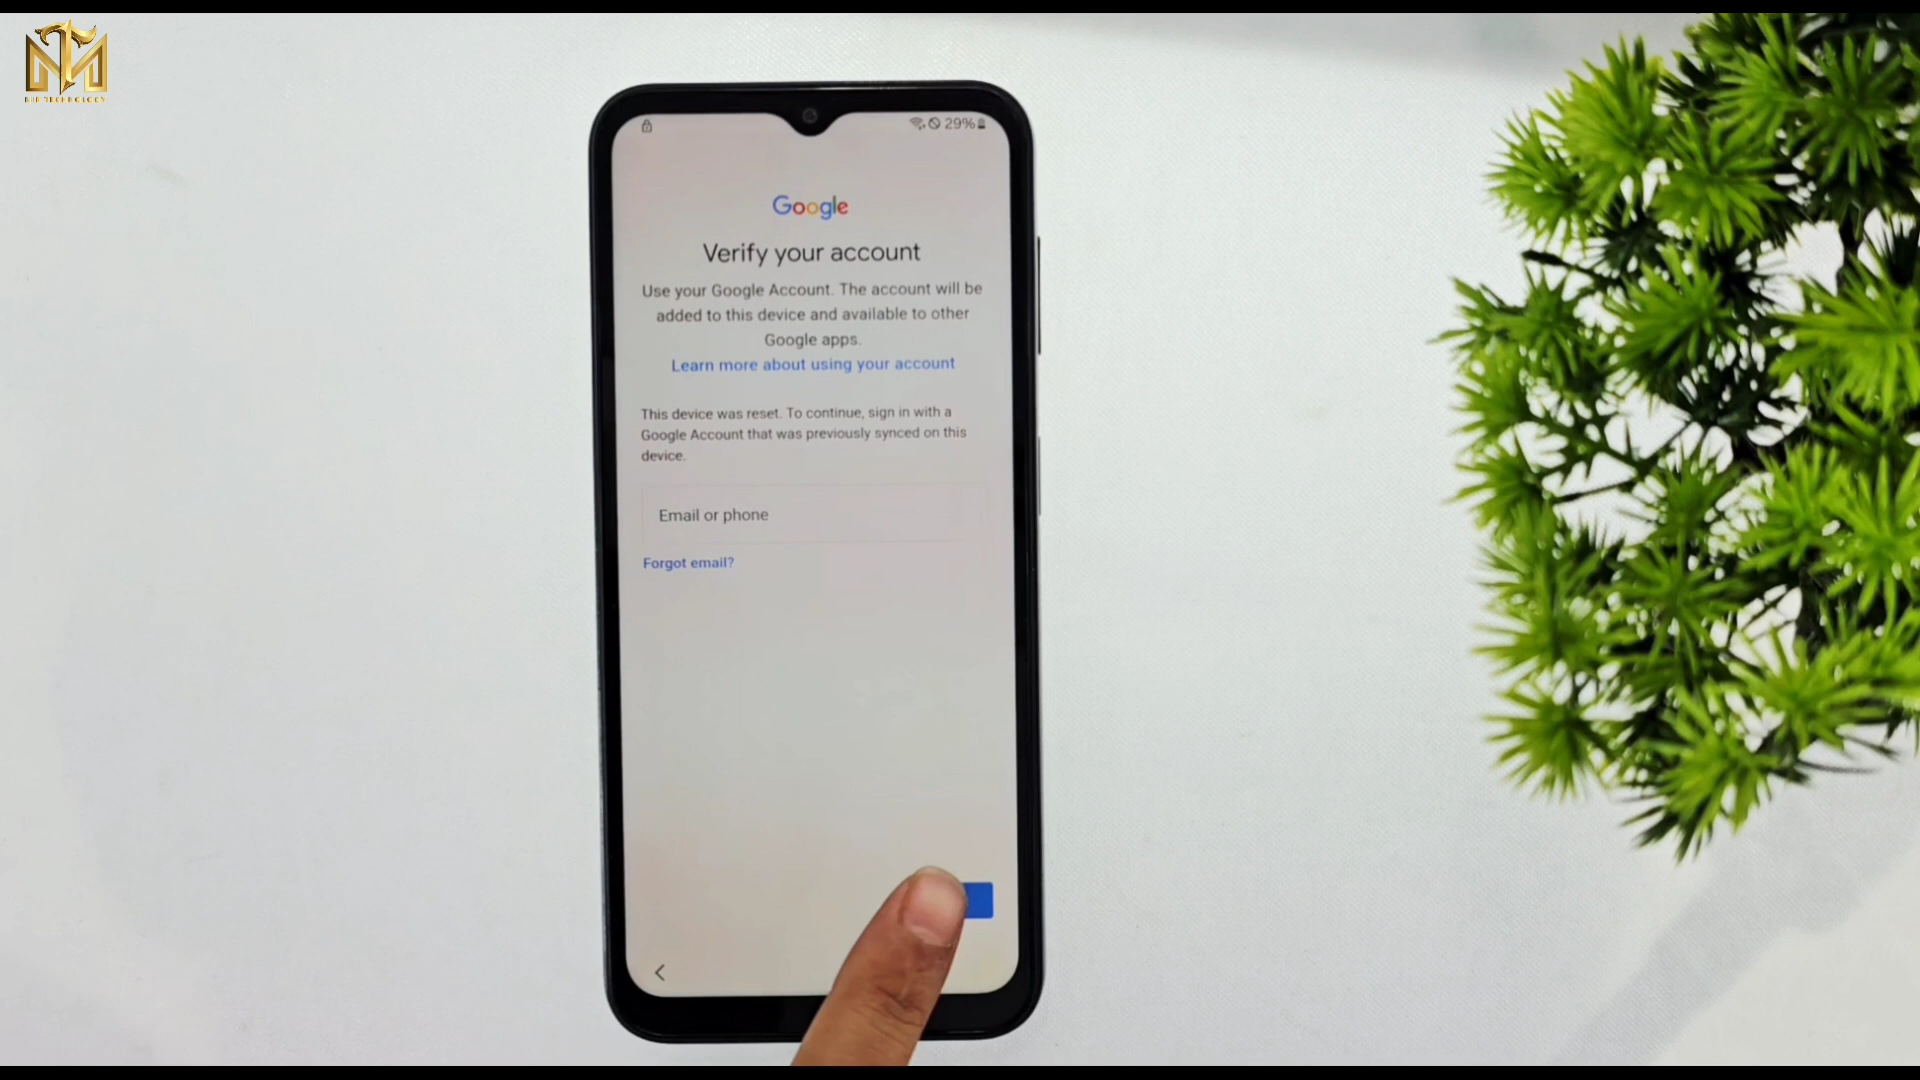 29%
Google
Verify your account
Use your Google Account. The account will be
added to this device and available to other
Google apps.
Learn more about using your account
This device was reset. To continue, sign in with a
Google Account that was previously synced on this
device.
Email or phone
Forgot email?